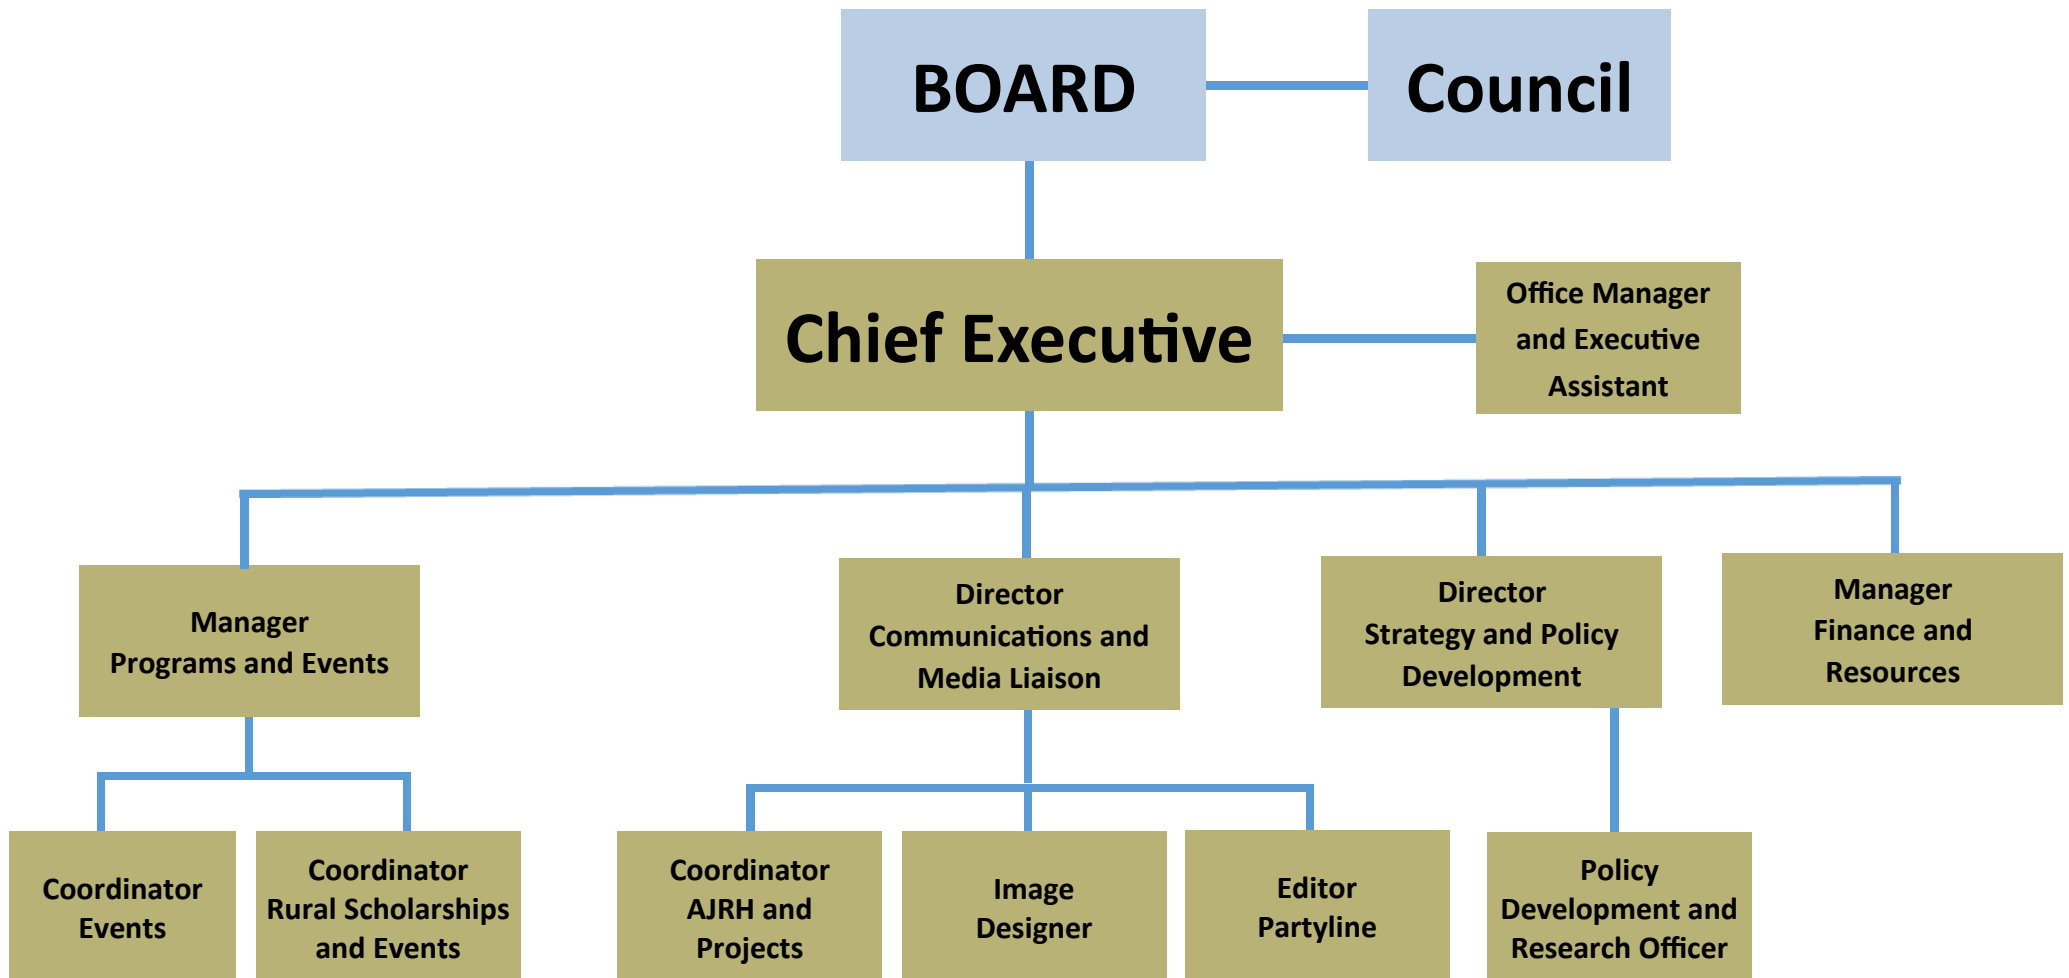 BOARD
Council
Chief Executive
Office Manager
and Executive
Assistant
Manager
Programs and Events
Director
Communications and
Media Liaison
Director
Strategy and Policy
Development
Manager
Finance and
Resources
Coordinator
Events
Coordinator
Rural Scholarships
and Events
Coordinator
AJRH and
Projects
Image
Designer
Editor
Partyline
Policy
Development and
Research Officer